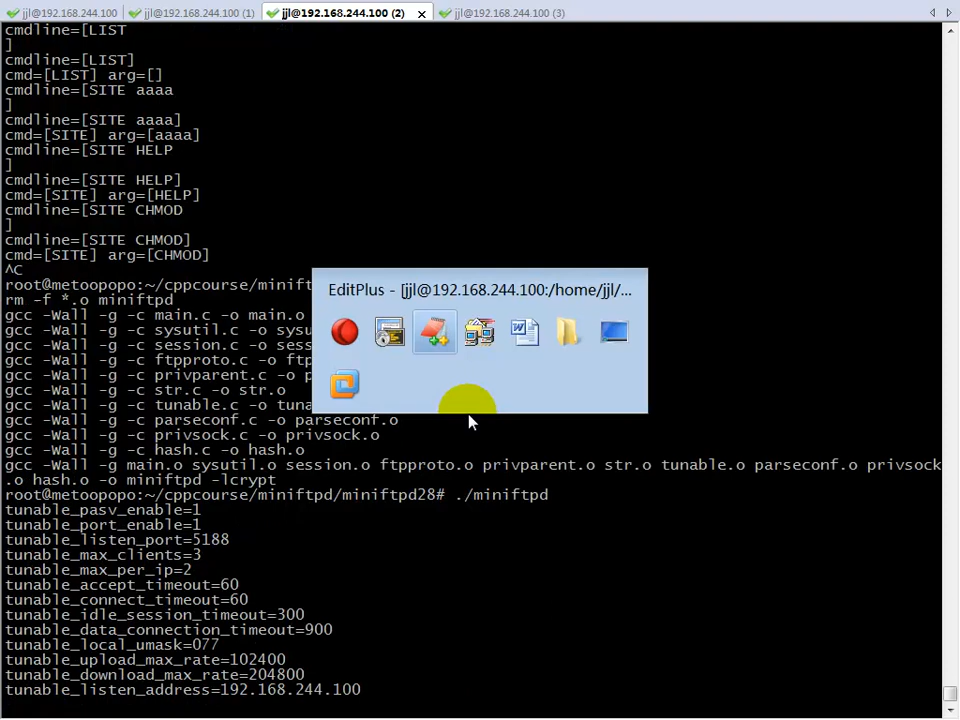 jjl@192.168.244.100
jjl@192.168.244.100 (1)
jjl@192.168.244.100 (2)
jjl@192.168.244.100 (3)
cmdline=[LIST
]
cmdline=[LIST]
cmd=[LIST] arg=[]
cmdline=[SITE aaaa
]
cmdline=[SITE aaaa]
cmd=[SITE] arg=[aaaa]
cmdline=[SITE HELP
]
cmdline=[SITE HELP]
cmd=[SITE] arg=[HELP]
cmdline=[SITE CHMOD
]
cmdline=[SITE CHMOD]
cmd=[SITE] arg=[CHMOD]
^C
root@metoopopo:~/cppcourse/minift
rm -f *.o miniftpd
gcc -Wall -g -c main.c -o main.o
gcc -Wall -g -c sysutil.c -o sysu
gcc -Wall -g -c session.c -o sess
gcc -Wall -g -c ftpproto.c -o ftp
gcc -Wall -g -c privparent.c -o p
gcc -Wall -g -c str.c -o str.o
gcc -Wall -g -c tunable.c -o tuna
gcc -Wall -g -c parseconf.c -o parseconf.o
gcc -Wall -g -c privsock.c -o privsock.o
gcc -Wall -g -c hash.c -o hash.o
gcc -Wall -g main.o sysutil.o session.o ftpproto.o privparent.o str.o tunable.o parseconf.o privsock
.o hash.o -o miniftpd -lcrypt
root@metoopopo:~/cppcourse/miniftpd/miniftpd28# ./miniftpd
tunable_pasv_enable=1
tunable_port_enable=1
tunable_listen_port=5188
tunable_max_clients=3
tunable_max_per_ip=2
tunable_accept_timeout=60
tunable_connect_timeout=60
tunable_idle_session_timeout=300
tunable_data_connection_timeout=900
tunable_local_umask=077
tunable_upload_max_rate=102400
tunable_download_max_rate=204800
tunable_listen_address=192.168.244.100
EditPlus - [jjl@192.168.244.100:/home/jjl/...